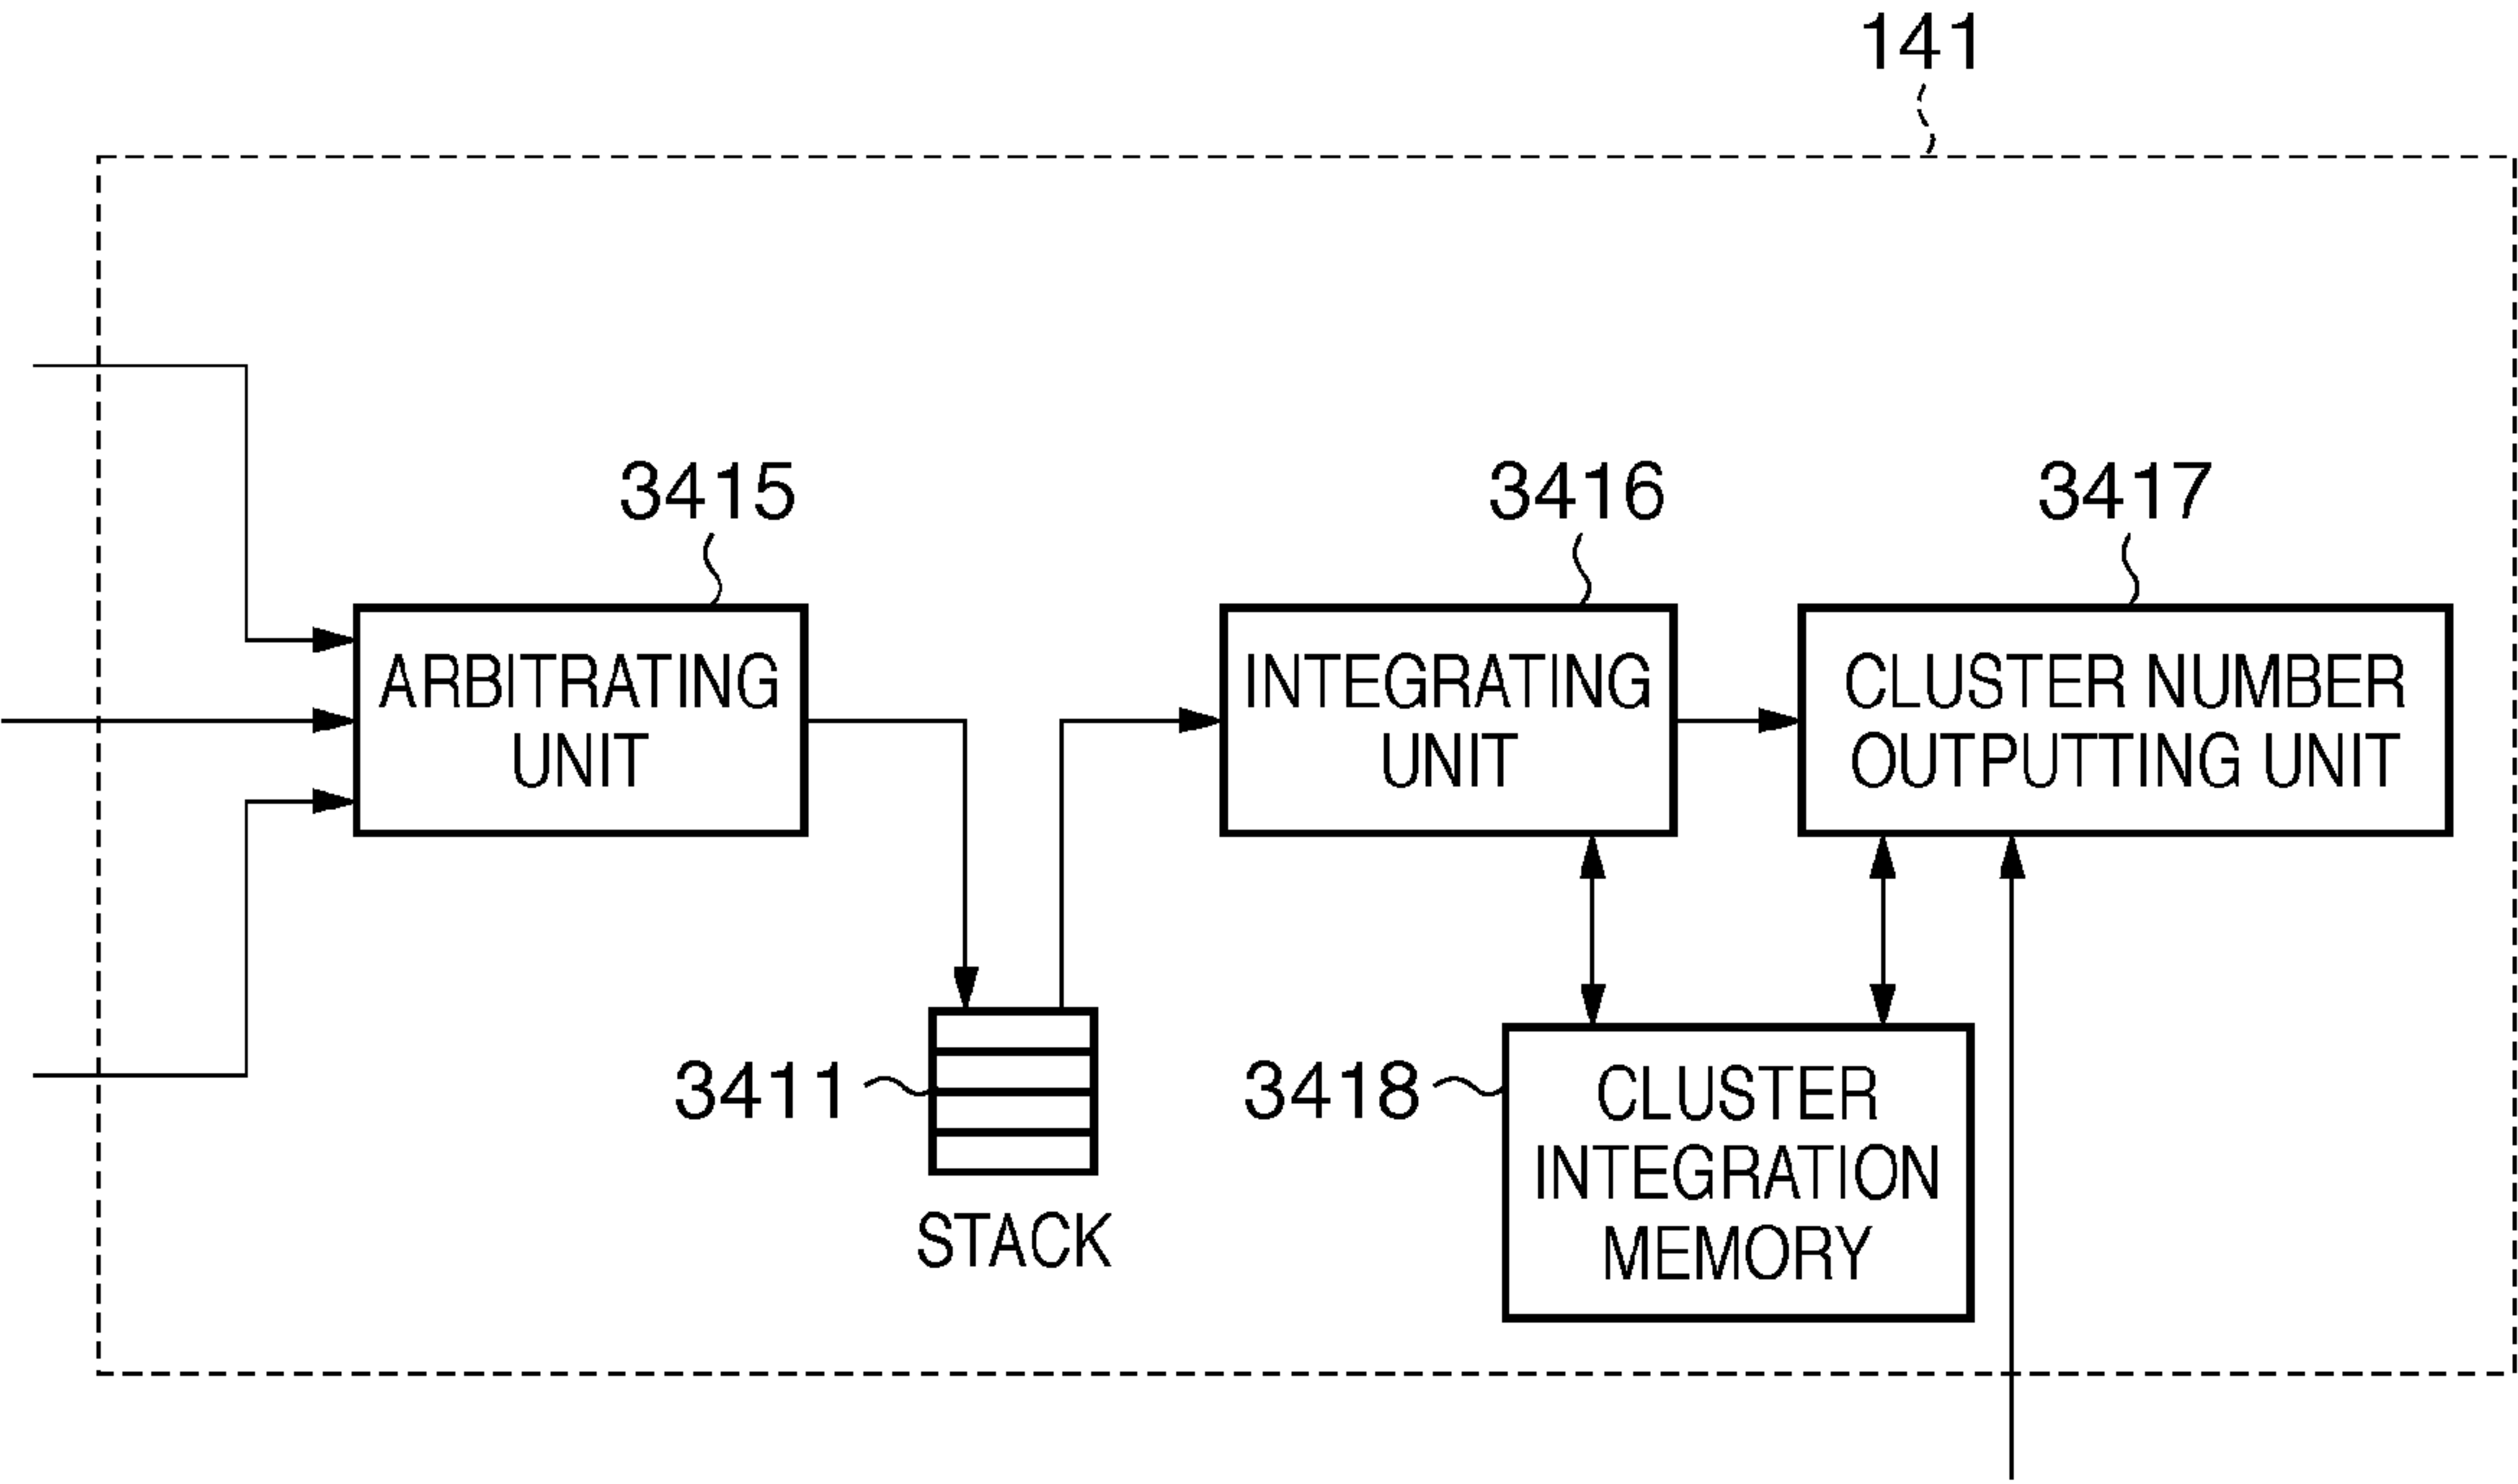 141
3415
3416
3417
ARBITRATING
UNIT
INTEGRATING
UNIT
CLUSTER NUMBER
OUTPUTTING UNIT
3411
STACK
3418
CLUSTER
INTEGRATION
MEMORY